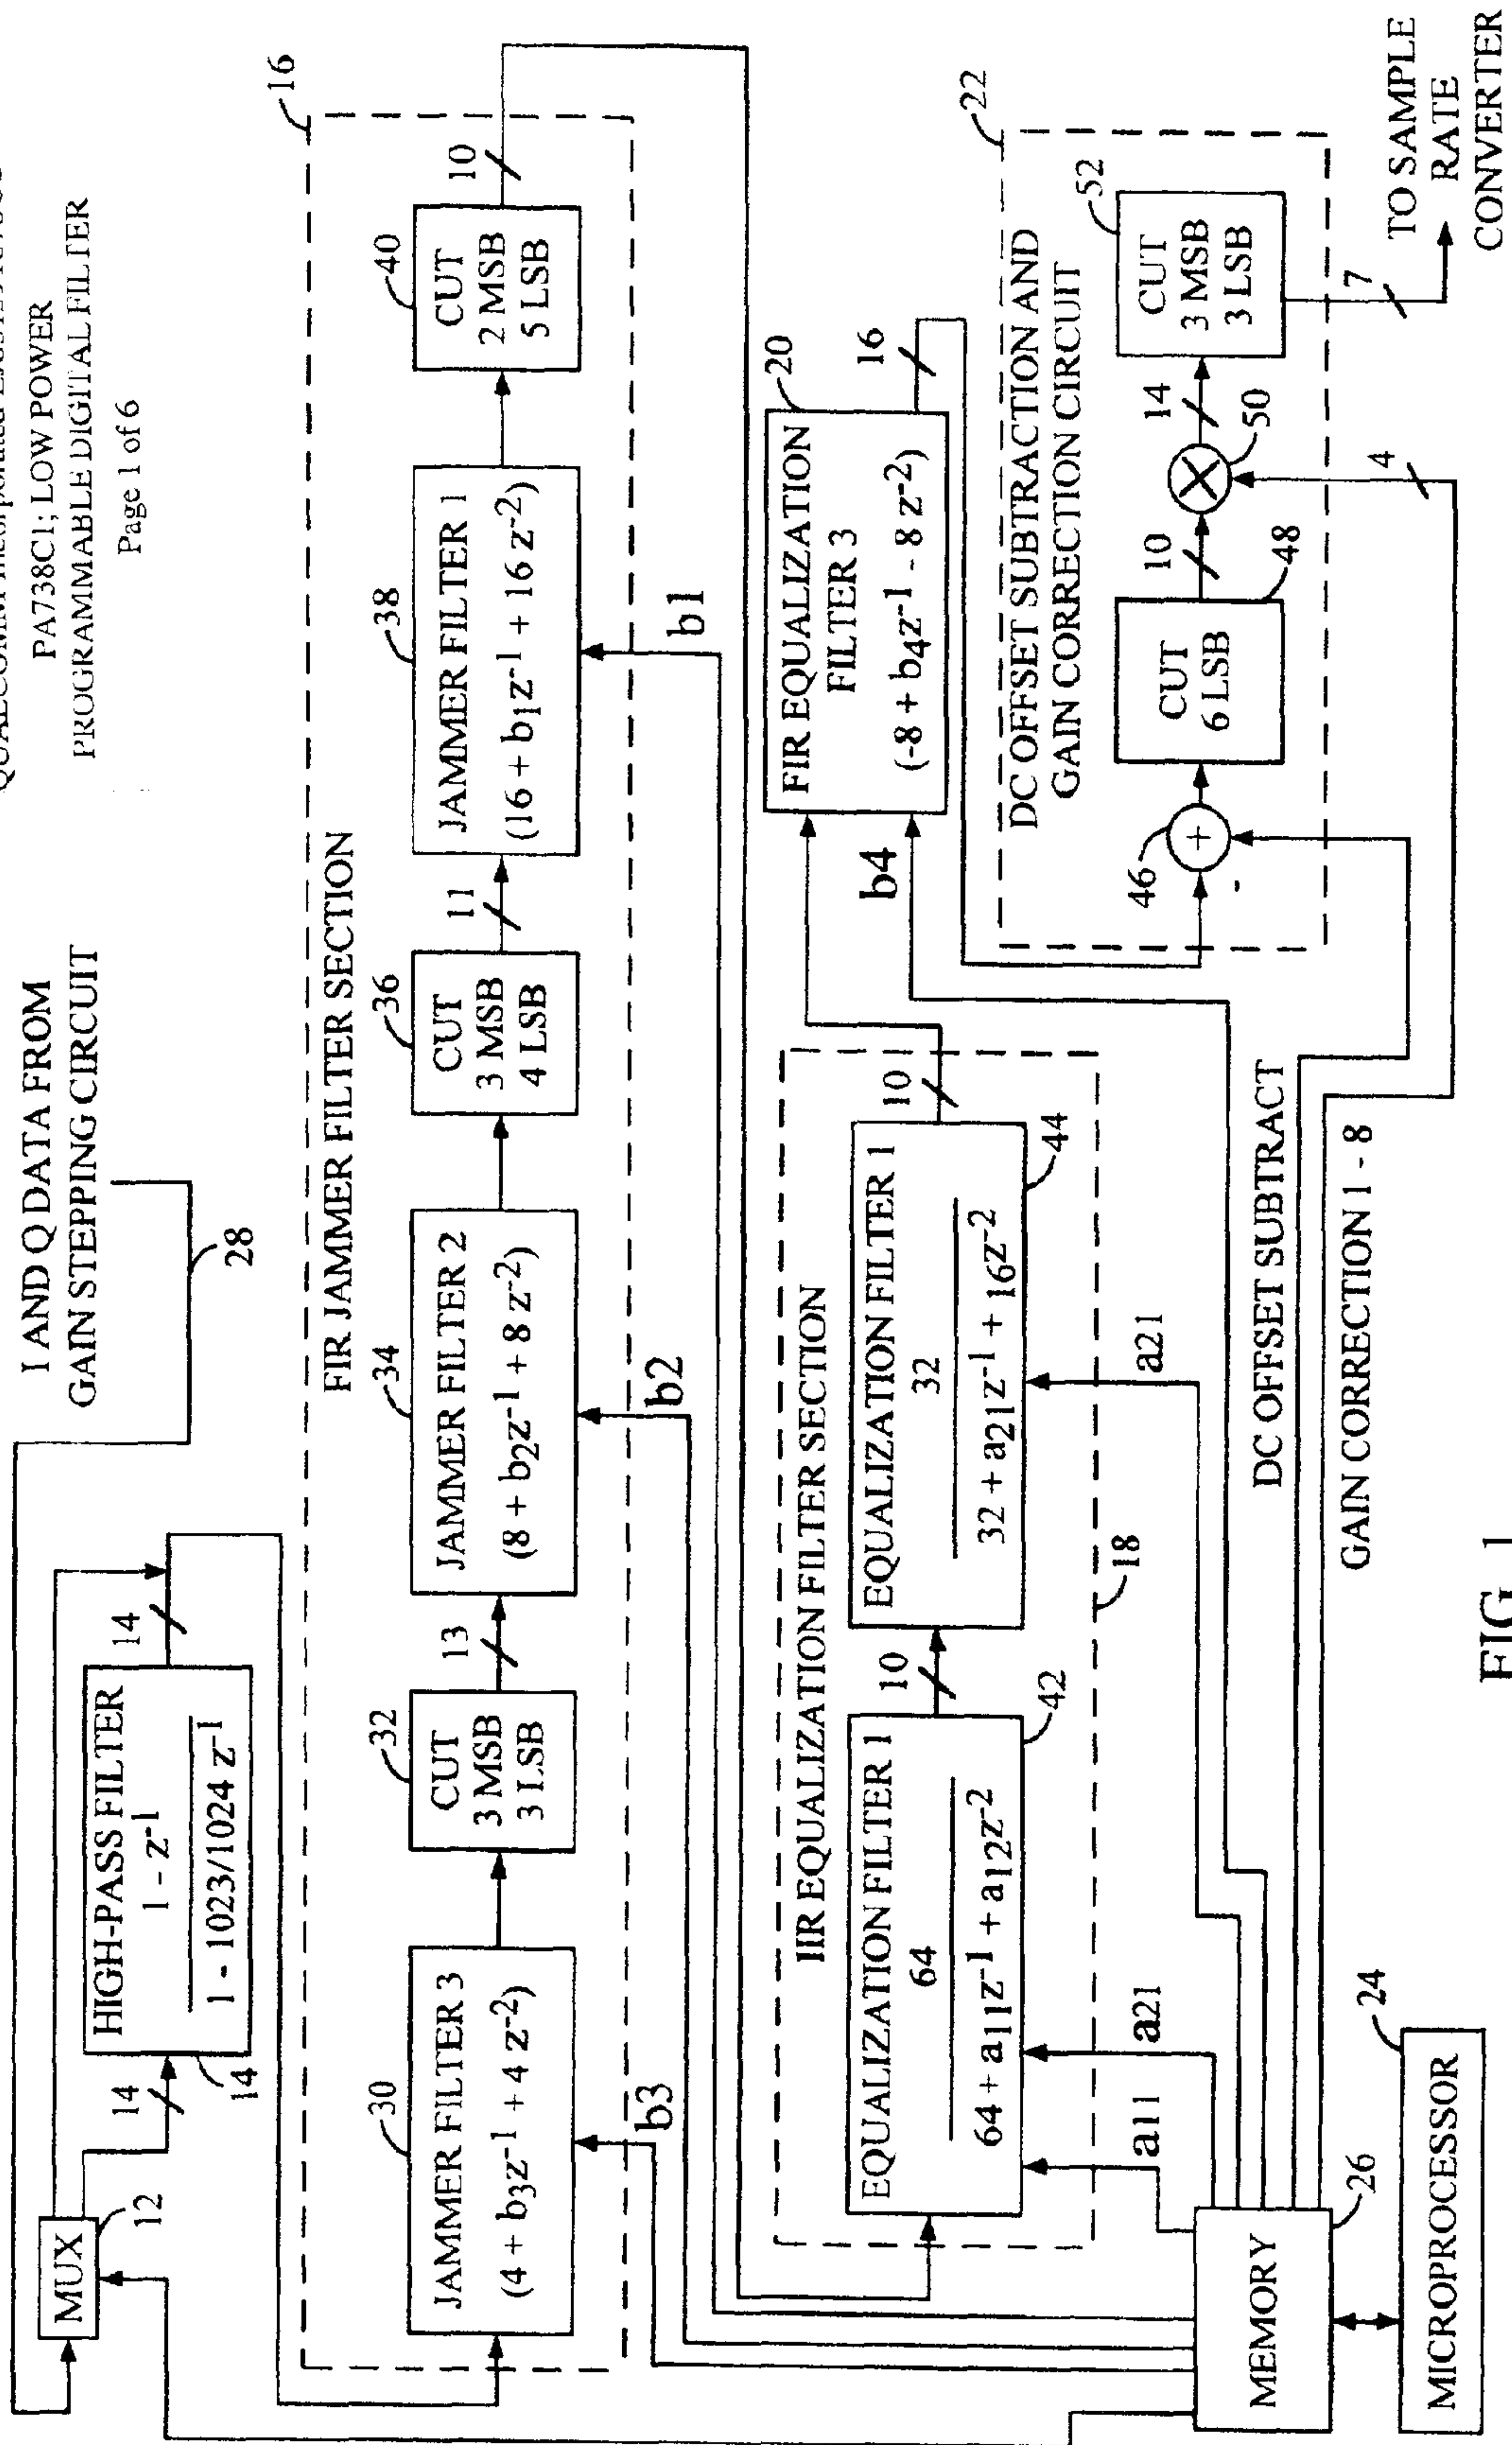 PA738C1; LOW POWER
PROGRAMMABLE DIGITAL FILTER
Page 1 of 6
I AND Q DATA FROM
GAIN STEPPING CIRCUIT
28
MUX
12
14
HIGH-PASS FILTER
1 - z⁻¹
1 - 1023/1024 z⁻¹
14
14
FIR JAMMER FILTER SECTION
16
30
JAMMER FILTER 3
(4 + b₃z⁻¹ + 4 z⁻²)
b3
32
CUT
3 MSB
3 LSB
13
34
JAMMER FILTER 2
(8 + b₂z⁻¹ + 8 z⁻²)
b2
36
CUT
3 MSB
4 LSB
11
38
JAMMER FILTER 1
(16 + b₁z⁻¹ + 16 z⁻²)
b1
40
CUT
2 MSB
5 LSB
10
IIR EQUALIZATION FILTER SECTION
EQUALIZATION FILTER 1
64
64 + a₁₁z⁻¹ + a₁₂z⁻²
42
a11
a21
10
EQUALIZATION FILTER 1
32
32 + a₂₁z⁻¹ + 16z⁻²
44
a21
18
10
20
FIR EQUALIZATION
FILTER 3
(-8 + b₄z⁻¹ - 8 z⁻²)
b4
16
22
DC OFFSET SUBTRACTION AND
GAIN CORRECTION CIRCUIT
46
+
-
CUT
6 LSB
48
10
50
14
52
CUT
3 MSB
3 LSB
4
7
TO SAMPLE
RATE
CONVERTER
DC OFFSET SUBTRACT
GAIN CORRECTION 1 - 8
MEMORY
26
MICROPROCESSOR
24
FIG. 1